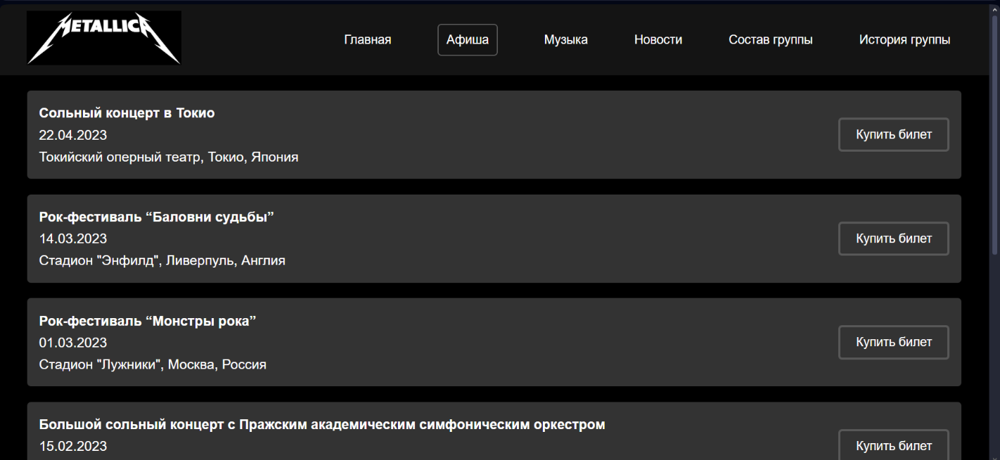 METALLICA
Главная Афиша Музыка Новости Состав группы История группы
Сольный концерт в Токио
22.04.2023
Токийский оперный театр, Токио, Япония
Купить билет
Рок-фестиваль “Баловни судьбы”
14.03.2023
Стадион "Энфилд", Ливерпуль, Англия
Купить билет
Рок-фестиваль “Монстры рока”
01.03.2023
Стадион "Лужники", Москва, Россия
Купить билет
Большой сольный концерт с Пражским академическим симфоническим оркестром
15.02.2023
Купить билет